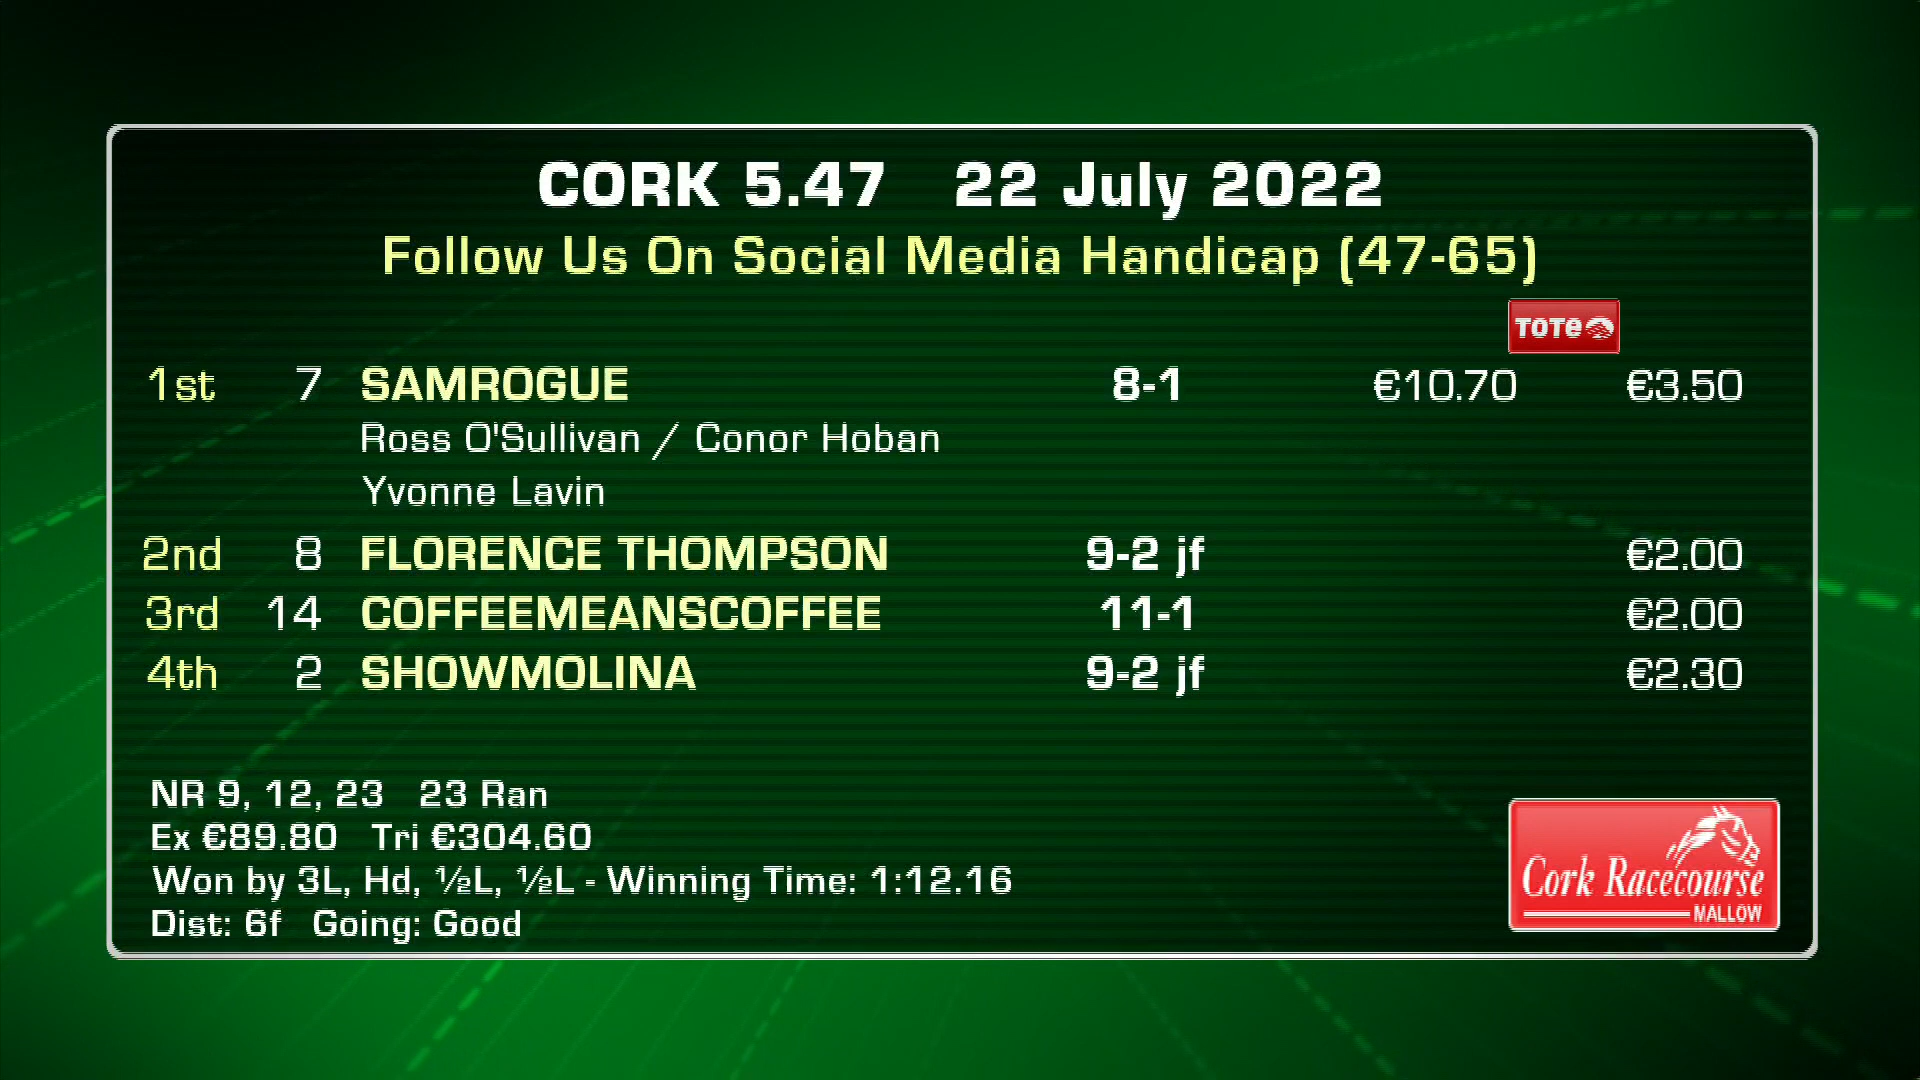 CORK 5.47 22 July 2022
Follow Us On Social Media Handicap (47-65)
TOTE
1st 7 SAMROGUE 8-1 €10.70 €3.50
Ross O'Sullivan / Conor Hoban
Yvonne Lavin
2nd 8 FLORENCE THOMPSON 9-2 jf €2.00
3rd 14 COFFEEMEANSCOFFEE 11-1 €2.00
4th 2 SHOWMOLINA 9-2 jf €2.30
NR 9, 12, 23 23 Ran
Ex €89.80 Tri €304.60
Won by 3L, Hd, ½L, ½L - Winning Time: 1:12.16
Dist: 6f Going: Good
Cork Racecourse
MALLOW